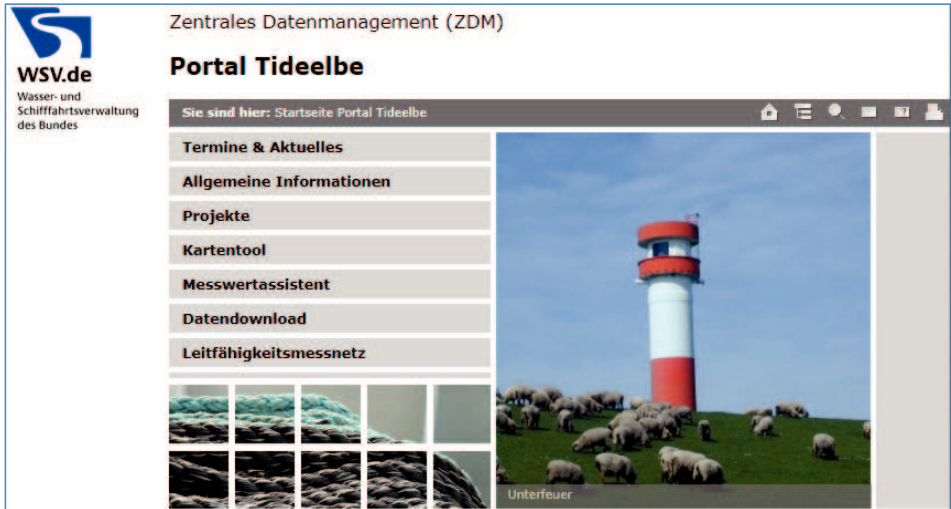 WSV.de
Wasser- und
Schifffahrtsverwaltung
des Bundes
Zentrales Datenmanagement (ZDM)
Portal Tideelbe
Sie sind hier: Startseite Portal Tideelbe
Termine & Aktuelles
Allgemeine Informationen
Projekte
Kartentool
Messwertassistent
Datendownload
Leitfähigkeitsmessnetz
Unterfeuer